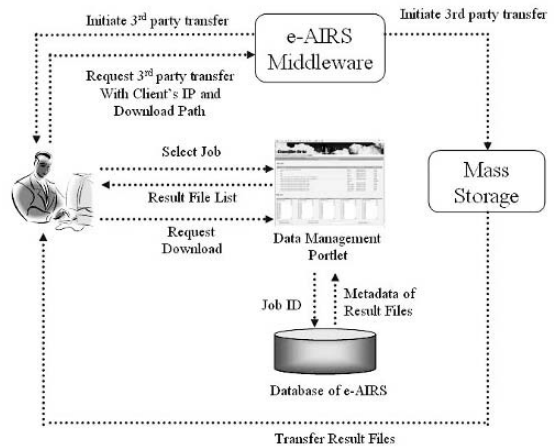 Initiate 3rd party transfer
Initiate 3rd party transfer
e-AIRS
Middleware
Request 3rd party transfer
With Client's IP and
Download Path
Select Job
Mass
Storage
Result File List
Request
Download
Data Management
Portlet
Job ID
Metadata of
Result Files
Database of e-AIRS
Transfer Result Files